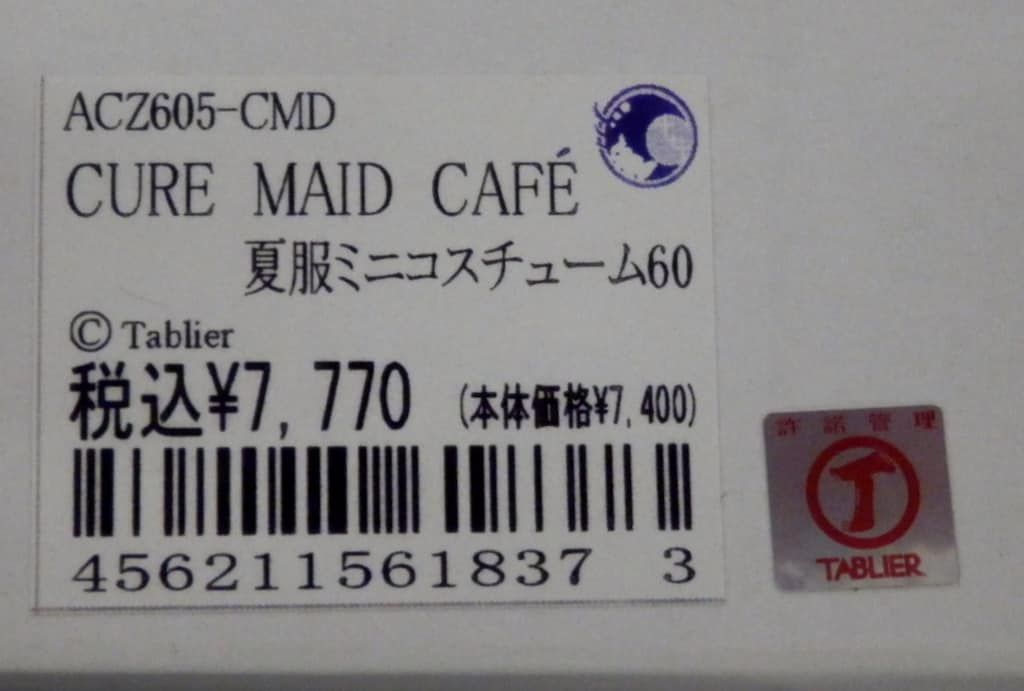 ACZ605-CMD
CURE MAID CAFÉ
夏服ミニコスチューム60
© Tablier
税込¥7,770 (本体価格¥7,400)
4562115618373
許諾管理
T
TABLIER